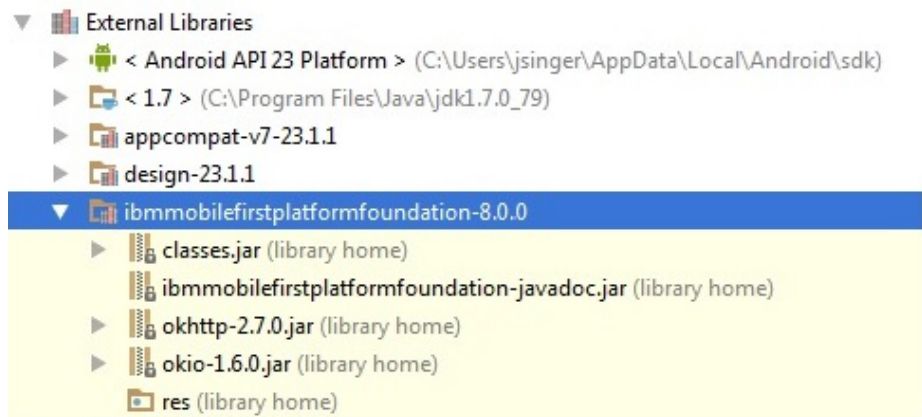 External Libraries
< Android API 23 Platform > (C:\Users\jsinger\AppData\Local\Android\sdk)
< 1.7 > (C:\Program Files\Java\jdk1.7.0_79)
appcompat-v7-23.1.1
design-23.1.1
ibmmobilefirstplatformfoundation-8.0.0
classes.jar (library home)
ibmmobilefirstplatformfoundation-javadoc.jar (library home)
okhttp-2.7.0.jar (library home)
okio-1.6.0.jar (library home)
res (library home)